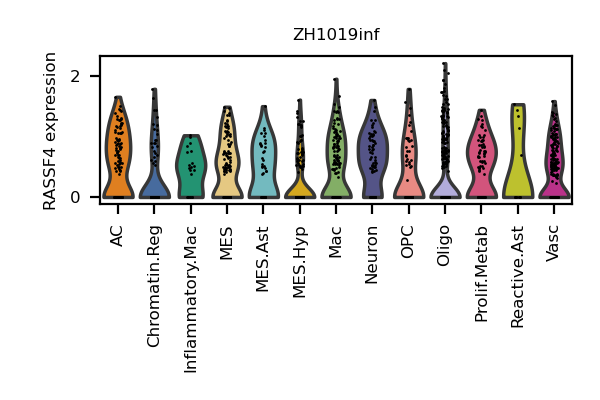 ZH1019inf
RASSF4 expression
2
0
AC
Chromatin.Reg
Inflammatory.Mac
MES
MES.Ast
MES.Hyp
Mac
Neuron
OPC
Oligo
Prolif.Metab
Reactive.Ast
Vasc